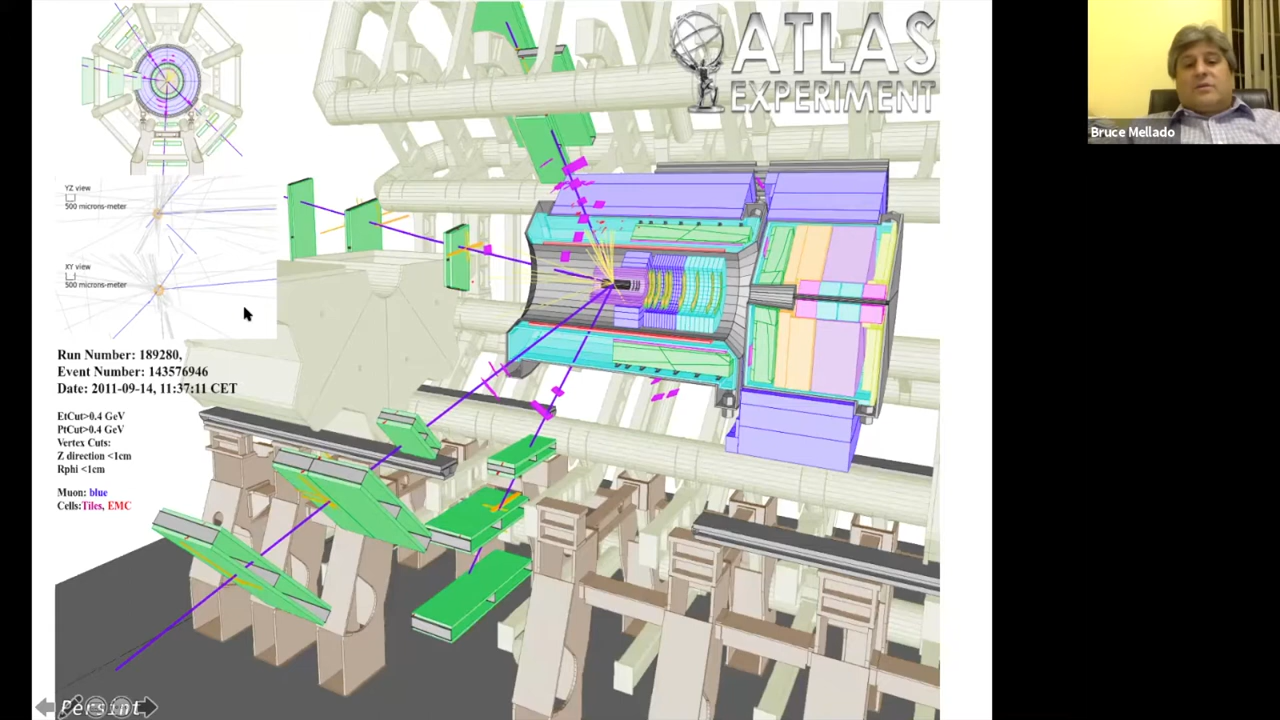 ATLAS
EXPERIMENT
Bruce Mellado
YZ view
500 microns-meter
XY view
500 microns-meter
Run Number: 189280,
Event Number: 143576946
Date: 2011-09-14, 11:37:11 CET
EtCut>0.4 GeV
PtCut>0.4 GeV
Vertex Cuts:
Z direction <1cm
Rphi <1cm
Muon: blue
Cells:Tiles, EMC
Persint